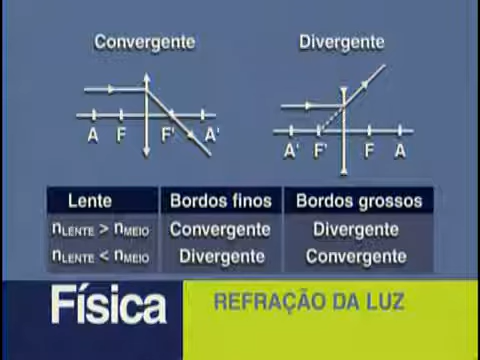 Convergente Divergente
A F F' A'
A' F' F A
Lente Bordos finos Bordos grossos
nLENTE > nMEIO Convergente Divergente
nLENTE < nMEIO Divergente Convergente
Física
REFRAÇÃO DA LUZ